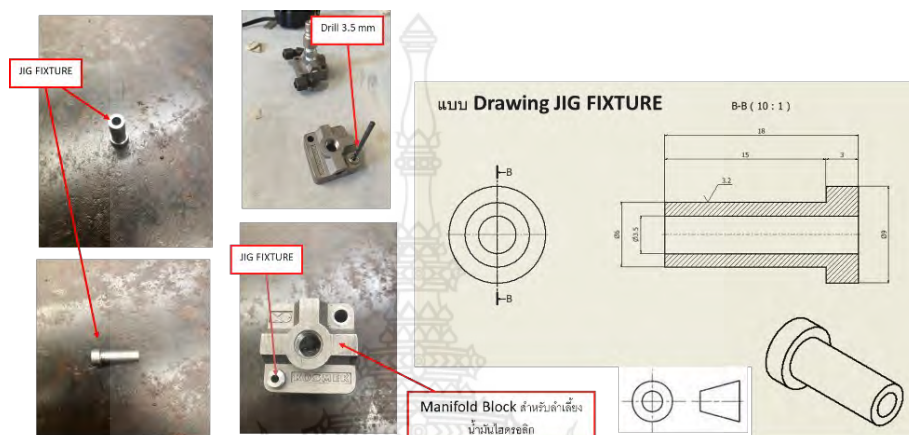 JIG FIXTURE
Drill 3.5 mm
JIG FIXTURE
Manifold Block สำหรับลำเลี้ยง
น้ำมันไฮดรอลิก
แบบ Drawing JIG FIXTURE
B-B ( 10 : 1 )
18
15
3
3.2
Ø6
Ø3.5
Ø9
B
B